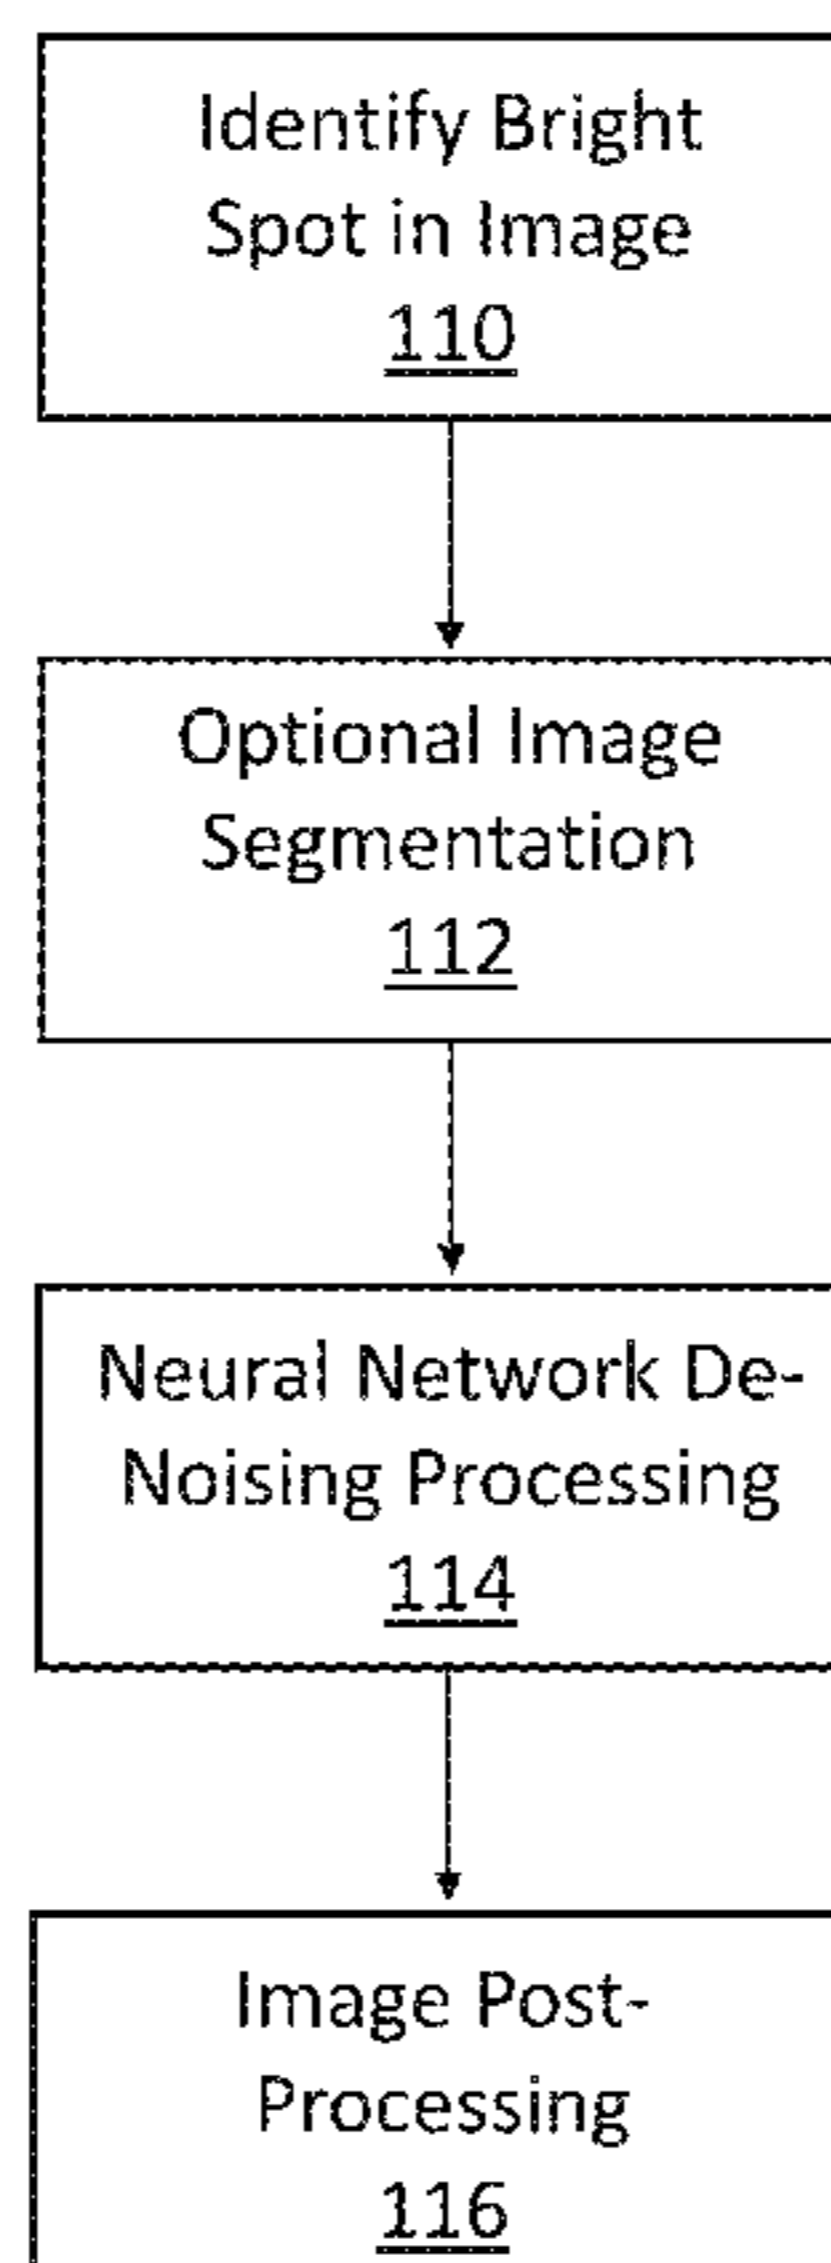 Identify Bright
Spot in Image
110
Optional Image
Segmentation
112
Neural Network De-
Noising Processing
114
Image Post-
Processing
116